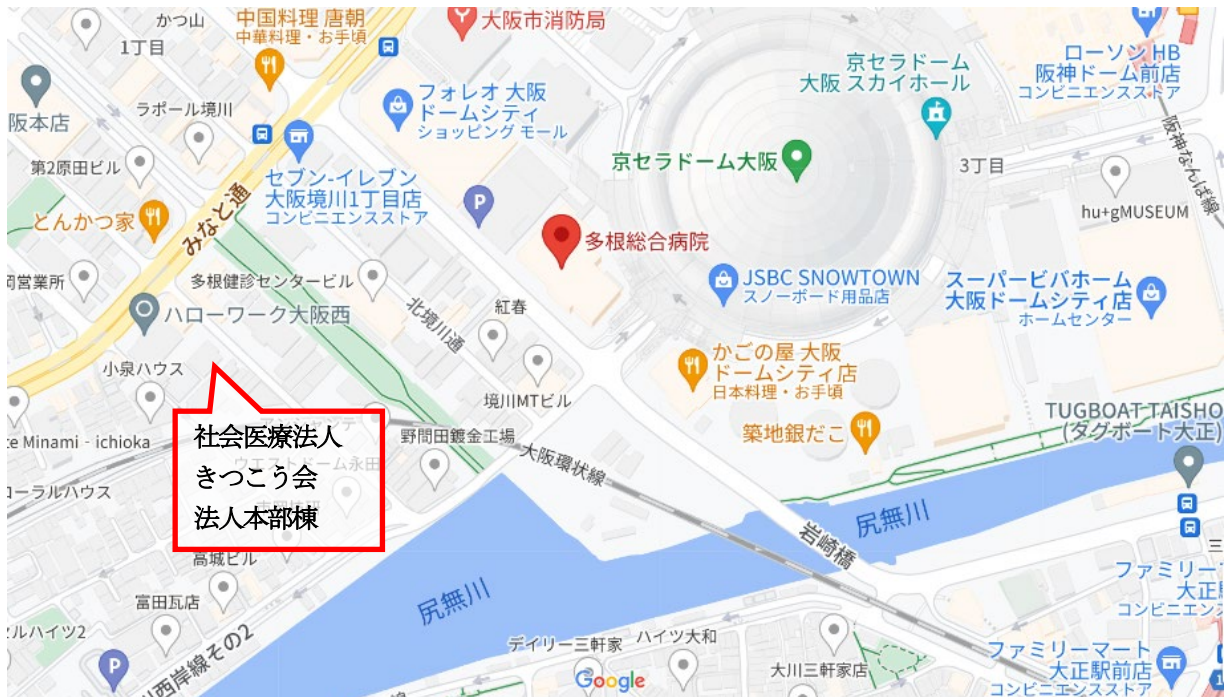 かつ山
1丁目
中国料理 唐朝
中華料理・お手頃
大阪市消防局
京セラドーム
大阪 スカイホール
ローソン HB
阪神ドーム前店
コンビニエンスストア
阪本店
ラポール境川
フォレオ 大阪
ドームシティ
ショッピング モール
阪神なんば線
第2原田ビル
セブン-イレブン
大阪境川1丁目店
コンビニエンスストア
京セラドーム大阪
3丁目
とんかつ家
みなと通
P
hu+gMUSEUM
多根総合病院
営業所
多根健診センタービル
JSBC SNOWTOWN
スノーボード用品店
スーパービバホーム
大阪ドームシティ店
ホームセンター
ハローワーク大阪西
北境川通
紅春
小泉ハウス
かごの屋 大阪
ドームシティ店
日本料理・お手頃
境川MTビル
TUGBOAT TAISHO
(タグボート大正)
社会医療法人
きつこう会
法人本部棟
te Minami - ichioka
野間田鍍金工場
築地銀だこ
ウエストドーム永田
大阪環状線
ローラルハウス
尻無川
岩崎橋
高城ビル
三
ファミリー
大正
コンビニエンス
富田瓦店
尻無川
ルハイツ2
西岸線その2
デイリー三軒家
ハイツ大和
P
Google
大川三軒家店
ファミリーマート
大正駅前店
コンビニエンスストア